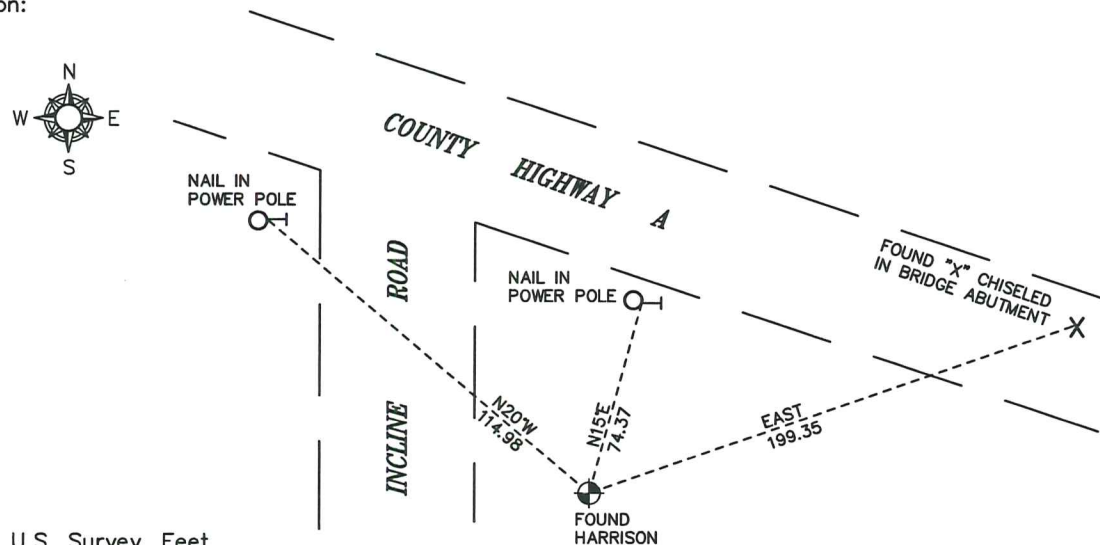 on:
N
W E
S
COUNTY HIGHWAY A
NAIL IN
POWER POLE
INCLINE ROAD
NAIL IN
POWER POLE
FOUND "X" CHISELED
IN BRIDGE ABUTMENT
N20°W
114.98
N15°E
74.37
EAST
199.35
FOUND
HARRISON
U.S. Survey Feet